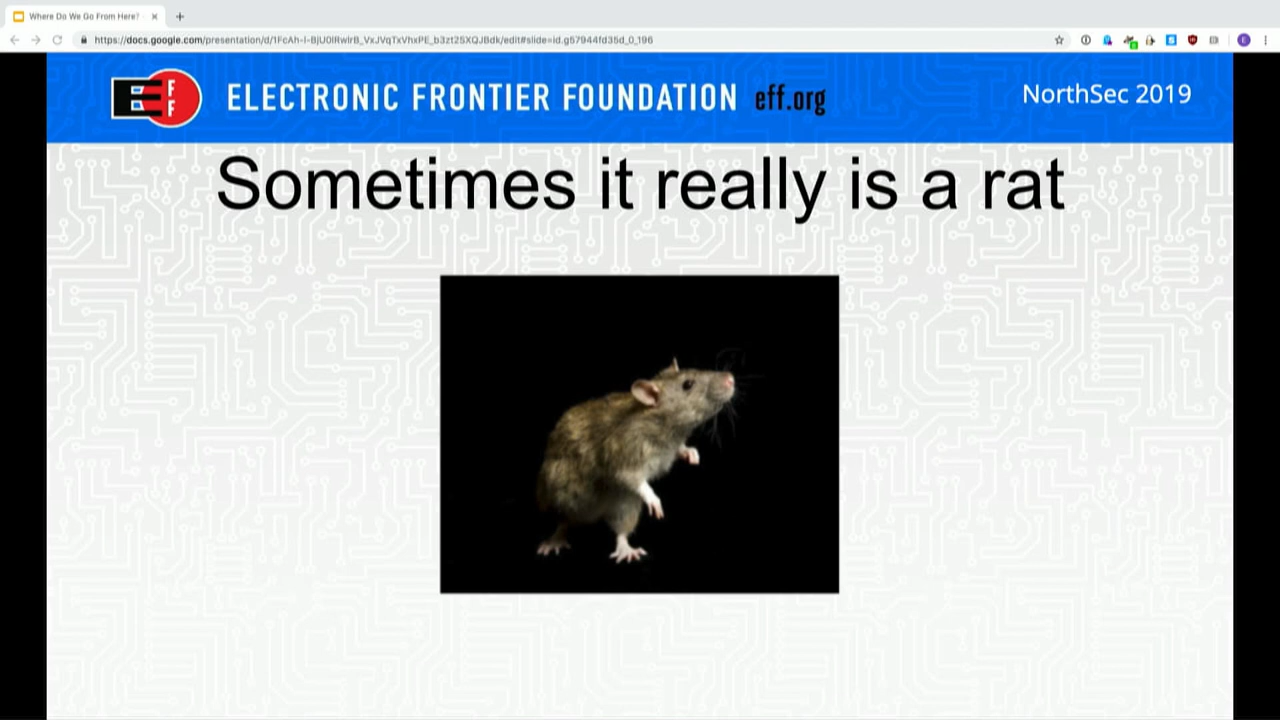 Where Do We Go From Here?
https://docs.google.com/presentation/d/1FcAh-I-BjU0IRwlrB_VxJVqTxVhxPE_b3zt25XQJBdk/edit#slide=id.g57944fd35d_0_196
EFF
ELECTRONIC FRONTIER FOUNDATION eff.org
NorthSec 2019
Sometimes it really is a rat